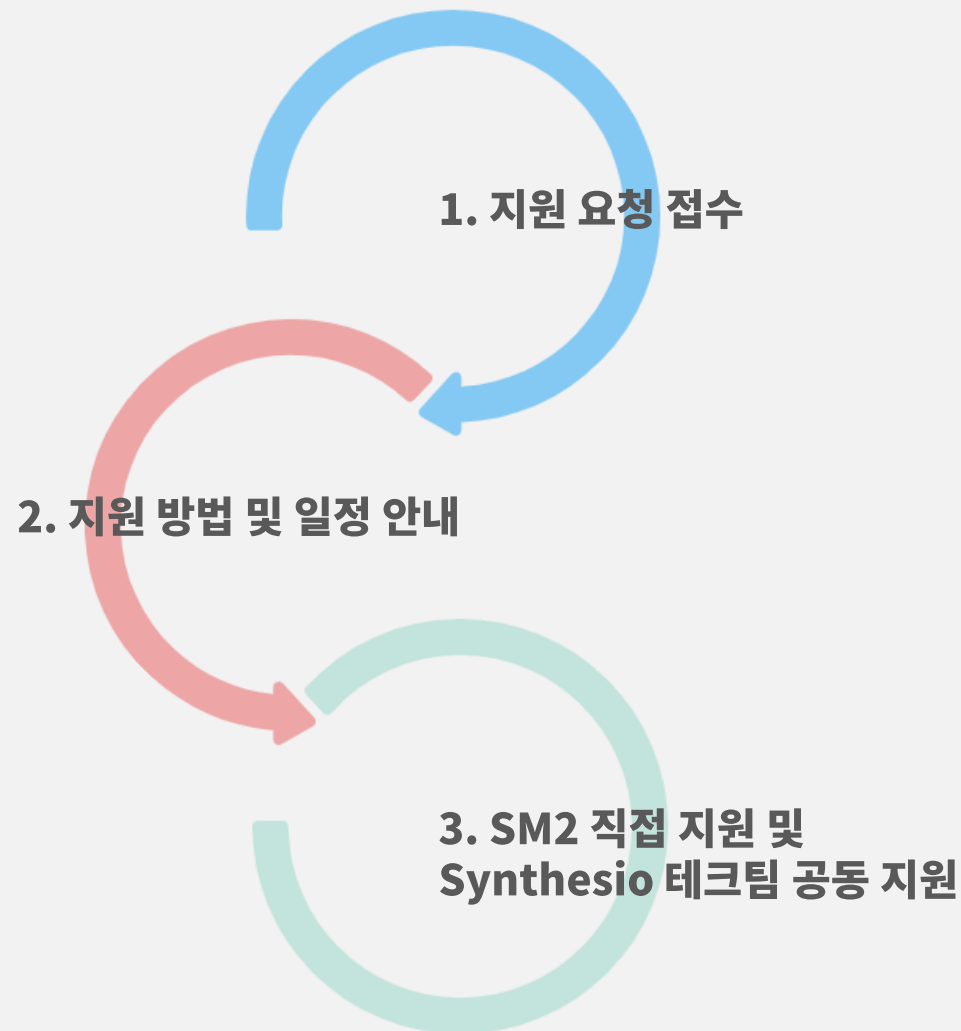 1. 지원 요청 접수
2. 지원 방법 및 일정 안내
3. SM2 직접 지원 및
Synthesio 테크팀 공동 지원